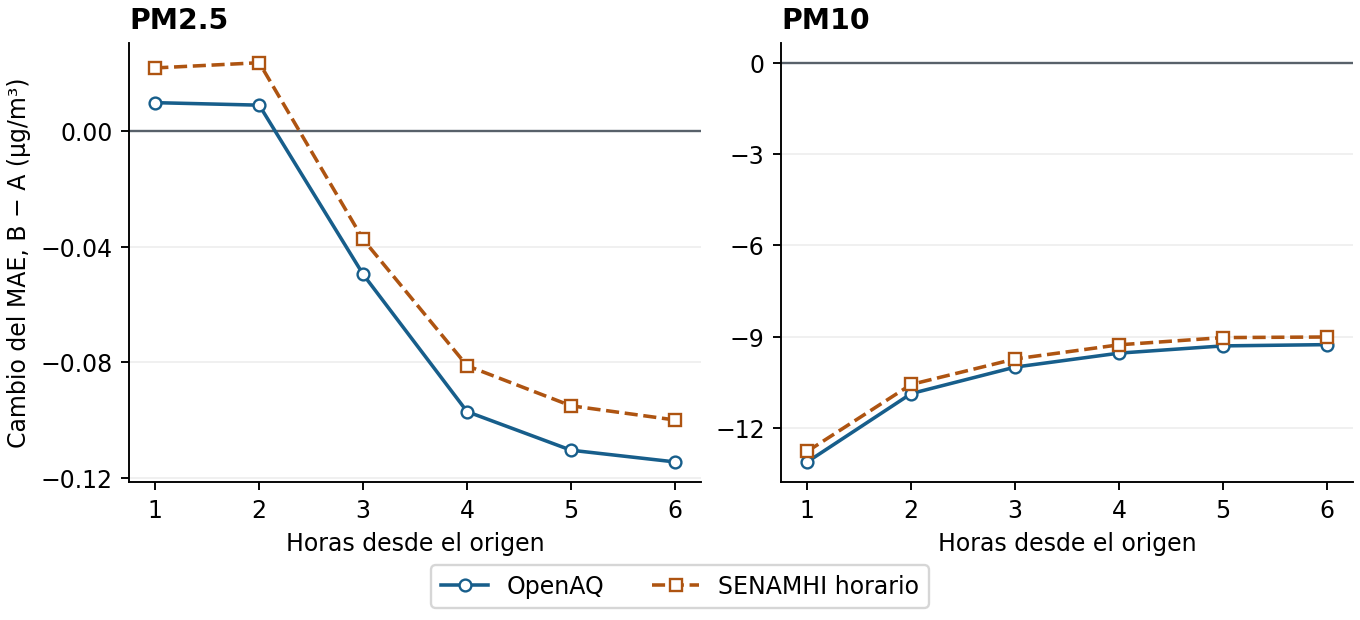 PM2.5
Cambio del MAE, B − A (µg/m³)
0.00
−0.04
−0.08
−0.12
1 2 3 4 5 6
Horas desde el origen
PM10
0
−3
−6
−9
−12
1 2 3 4 5 6
Horas desde el origen
OpenAQ SENAMHI horario